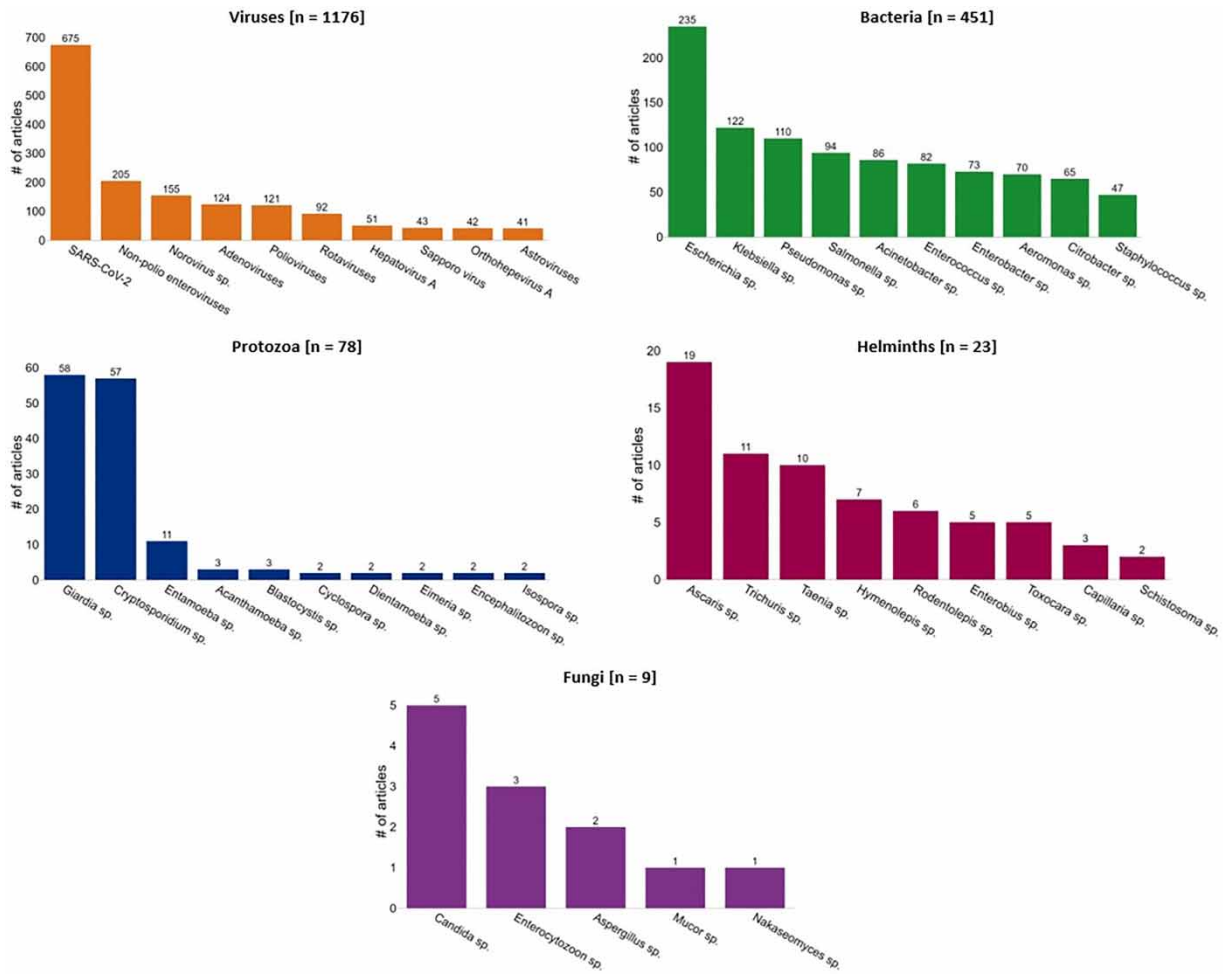 Viruses [n = 1176]
# of articles
700
600
500
400
300
200
100
0
675
205
155
124
121
92
51
43
42
41
SARS-CoV-2
Non-polio enteroviruses
Norovirus sp.
Adenoviruses
Polioviruses
Rotaviruses
Hepatovirus A
Sapporo virus
Orthohepevirus A
Astroviruses
Bacteria [n = 451]
# of articles
200
150
100
50
0
235
122
110
94
86
82
73
70
65
47
Escherichia sp.
Klebsiella sp.
Pseudomonas sp.
Salmonella sp.
Acinetobacter sp.
Enterococcus sp.
Enterobacter sp.
Aeromonas sp.
Citrobacter sp.
Staphylococcus sp.
Protozoa [n = 78]
# of articles
60
50
40
30
20
10
0
58
57
11
3
3
2
2
2
2
2
Giardia sp.
Cryptosporidium sp.
Entamoeba sp.
Acanthamoeba sp.
Blastocystis sp.
Cyclospora sp.
Dientamoeba sp.
Eimeria sp.
Encephalitozoon sp.
Isospora sp.
Helminths [n = 23]
# of articles
20
15
10
5
0
19
11
10
7
6
5
5
3
2
Ascaris sp.
Trichuris sp.
Taenia sp.
Hymenolepis sp.
Rodentolepis sp.
Enterobius sp.
Toxocara sp.
Capillaria sp.
Schistosoma sp.
Fungi [n = 9]
# of articles
5
4
3
2
1
0
5
3
2
1
1
Candida sp.
Enterocytozoon sp.
Aspergillus sp.
Mucor sp.
Nakaseomyces sp.